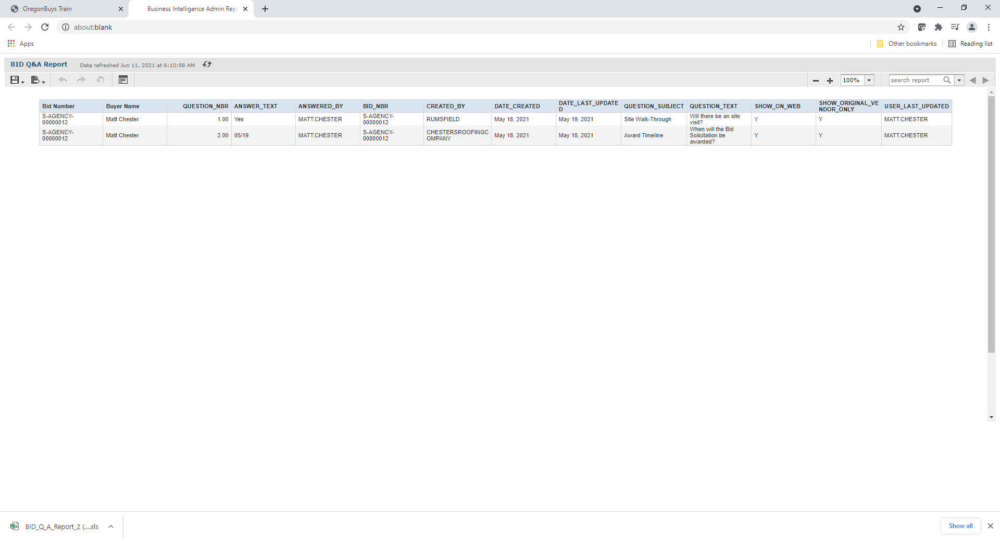 OregonBuys Train
Business Intelligence Admin Rep
about:blank
Apps
Other bookmarks
Reading list
BID Q&A Report
Data refreshed Jun 11, 2021 at 6:10:58 AM
100%
search report
Bid Number Buyer Name QUESTION_NBR ANSWER_TEXT ANSWERED_BY BID_NBR CREATED_BY DATE_CREATED DATE_LAST_UPDATE
D QUESTION_SUBJECT QUESTION_TEXT SHOW_ON_WEB SHOW_ORIGINAL_VE
NDOR_ONLY USER_LAST_UPDATED
S-AGENCY-
00000012 Matt Chester 1.00 Yes MATT.CHESTER S-AGENCY-
00000012 RUMSFIELD May 18, 2021 May 19, 2021 Site Walk-Through Will there be an site
visit? Y Y MATT.CHESTER
S-AGENCY-
00000012 Matt Chester 2.00 05/19 MATT.CHESTER S-AGENCY-
00000012 CHESTERSROOFINGC
OMPANY May 18, 2021 May 18, 2021 Award Timeline When will the Bid
Solicitation be
awarded? Y Y MATT.CHESTER
BID_Q_A_Report_2 (....xls
Show all